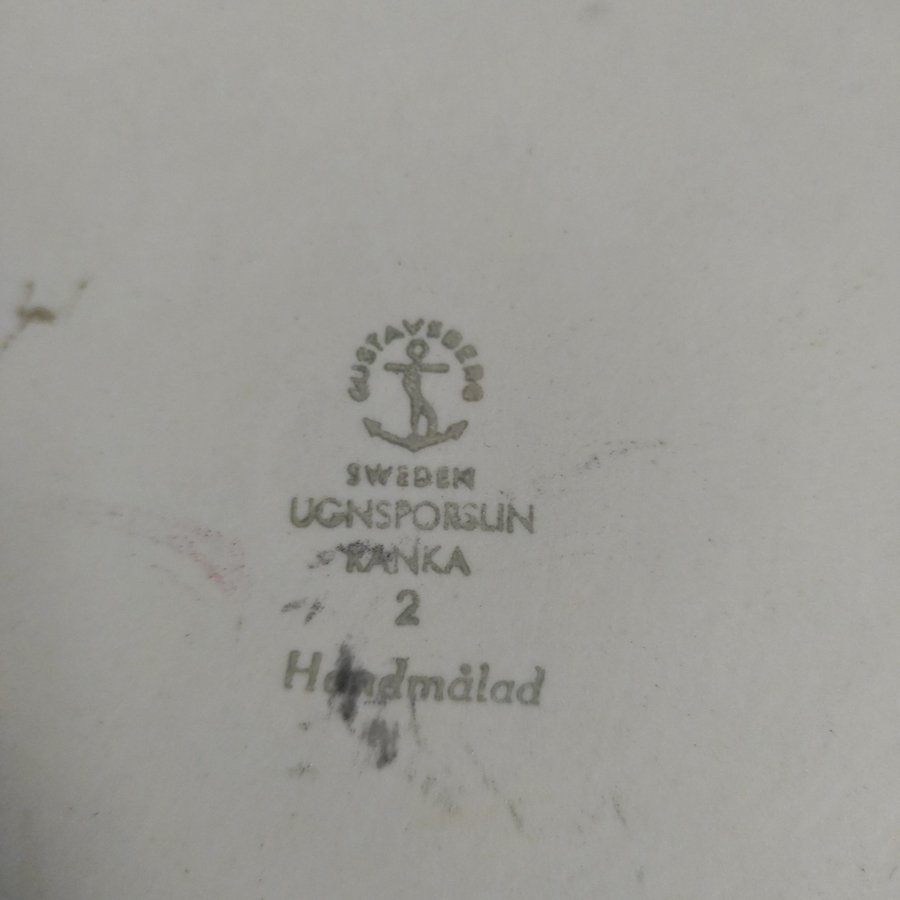 GUSTAVSBERG
SWEDEN
UGNSPORSLIN
RANKA
2
Handmålad